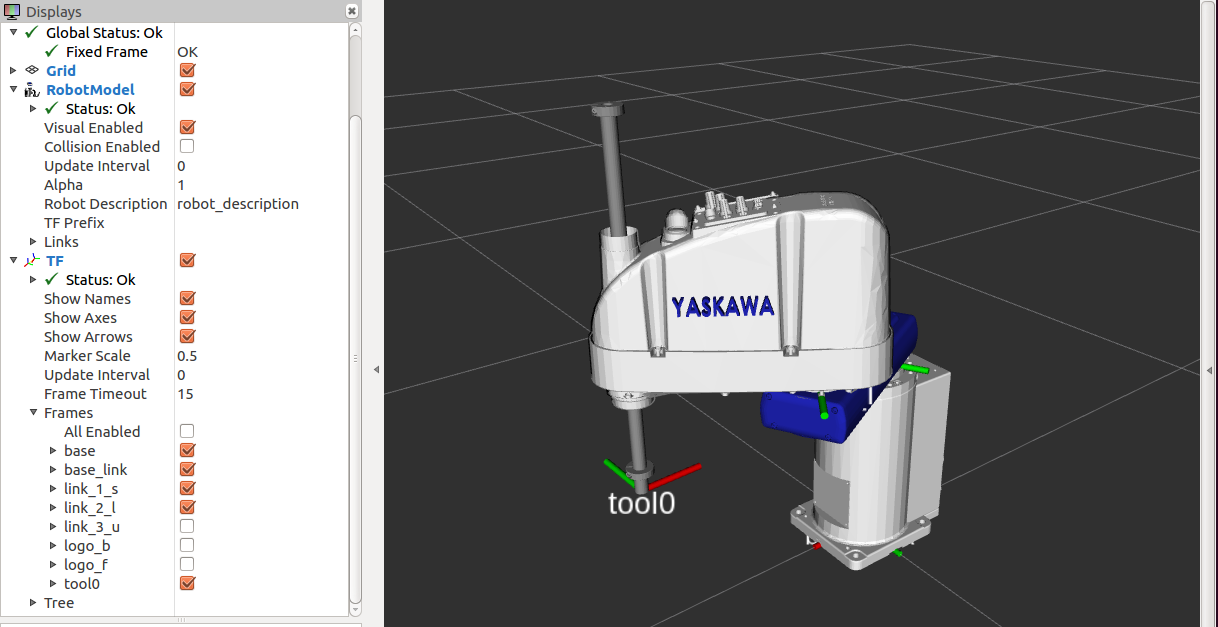 Displays
Global Status: Ok
Fixed Frame OK
Grid
RobotModel
Status: Ok
Visual Enabled
Collision Enabled
Update Interval 0
Alpha 1
Robot Description robot_description
TF Prefix
Links
TF
Status: Ok
Show Names
Show Axes
Show Arrows
Marker Scale 0.5
Update Interval 0
Frame Timeout 15
Frames
All Enabled
base
base_link
link_1_s
link_2_l
link_3_u
logo_b
logo_f
tool0
Tree
YASKAWA
tool0